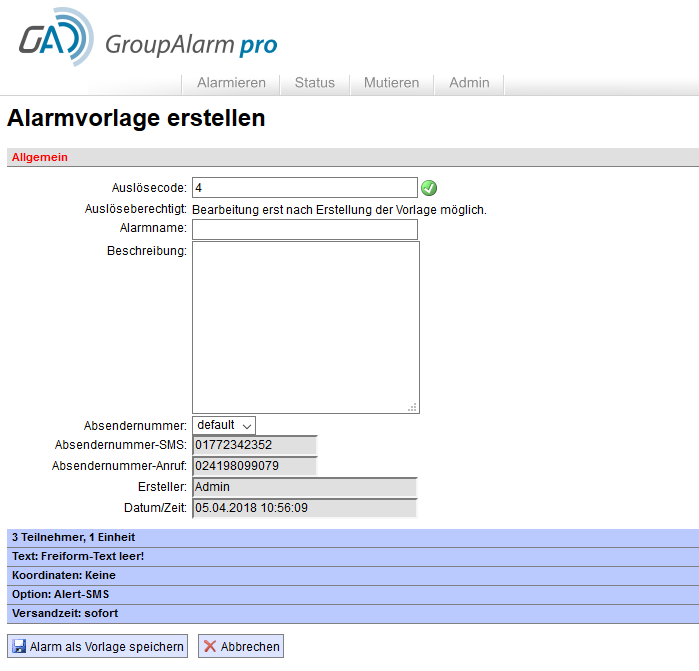 GA GroupAlarm pro
Alarmieren Status Mutieren Admin
Alarmvorlage erstellen
Allgemein
Auslösecode: 4
Auslöseberechtigt: Bearbeitung erst nach Erstellung der Vorlage möglich.
Alarmname:
Beschreibung:
Absendernummer: default
Absendernummer-SMS: 01772342352
Absendernummer-Anruf: 024198099079
Ersteller: Admin
Datum/Zeit: 05.04.2018 10:56:09
3 Teilnehmer, 1 Einheit
Text: Freiform-Text leer!
Koordinaten: Keine
Option: Alert-SMS
Versandzeit: sofort
Alarm als Vorlage speichern Abbrechen